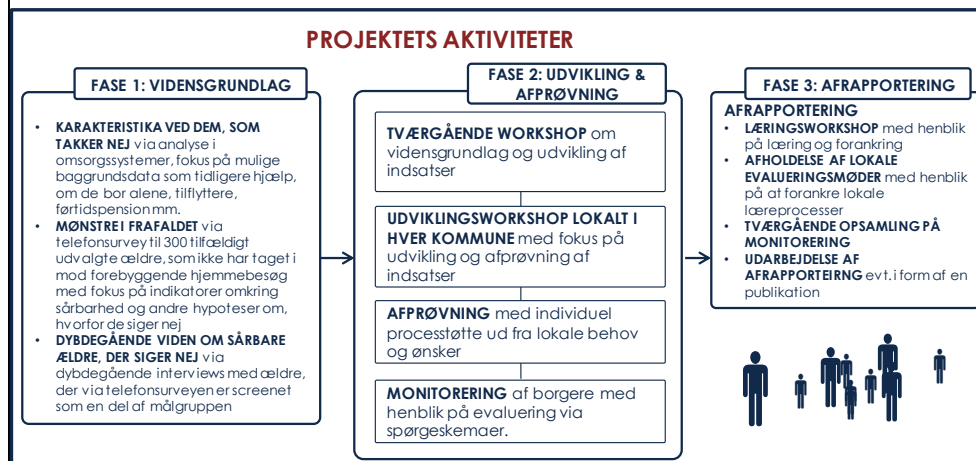 PROJEKTETS AKTIVITETER
FASE 1: VIDENSGRUNDLAG
• KARAKTERISTIKA VED DEM, SOM
TAKKER NEJ via analyse i
omsorgssystemer, fokus på mulige
baggrundsdata som tidligere hjælp,
om de bor alene, tilflyttere,
førtidspension mm.
• MØNSTRE I FRAFALDET via
telefonsurvey til 300 tilfældigt
udvalgte ældre, som ikke har taget i
mod forebyggende hjemmebesøg
med fokus på indikatorer omkring
sårbarhed og andre hypoteser om,
hvorfor de siger nej
• DYBDEGÅENDE VIDEN OM SÅRBARE
ÆLDRE, DER SIGER NEJ via
dybdegående interviews med ældre,
der via telefonsurveyen er screenet
som en del af målgruppen
FASE 2: UDVIKLING &
AFPRØVNING
TVÆRGÅENDE WORKSHOP om
vidensgrundlag og udvikling af
indsatser
UDVIKLINGSWORKSHOP LOKALT I
HVER KOMMUNE med fokus på
udvikling og afprøvning af
indsatser
AFPRØVNING med individuel
processtøtte ud fra lokale behov
og ønsker
MONITORERING af borgere med
henblik på evaluering via
spørgeskemaer.
FASE 3: AFRAPPORTERING
AFRAPPORTERING
• LÆRINGSWORKSHOP med henblik
på læring og forankring
• AFHOLDELSE AF LOKALE
EVALUERINGSMØDER med henblik
på at forankre lokale
læreprocesser
• TVÆRGÅENDE OPSAMLING PÅ
MONITORERING
• UDARBEJDELSE AF
AFRAPPORTEIRNG evt. i form af en
publikation